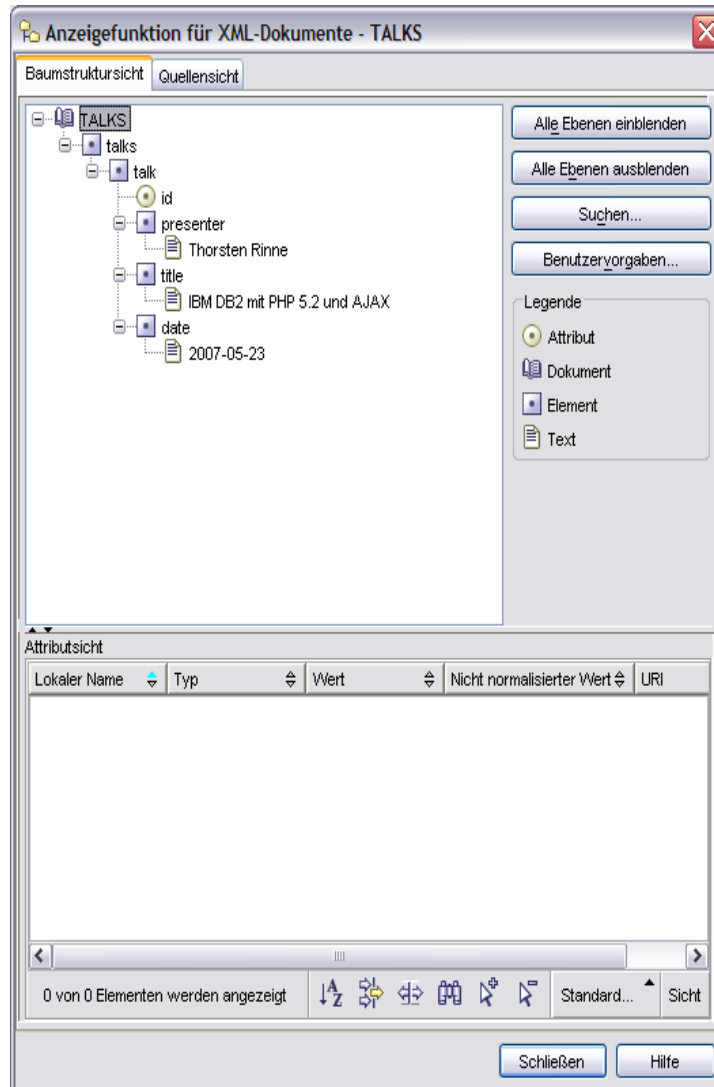 Anzeigefunktion für XML-Dokumente - TALKS
Baumstruktursicht Quellensicht
TALKS
talks
talk
id
presenter
Thorsten Rinne
title
IBM DB2 mit PHP 5.2 und AJAX
date
2007-05-23
Alle Ebenen einblenden
Alle Ebenen ausblenden
Suchen...
Benutzervorgaben...
Legende
Attribut
Dokument
Element
Text
Attributsicht
Lokaler Name Typ Wert Nicht normalisierter Wert URI
0 von 0 Elementen werden angezeigt Standard... Sicht
Schließen Hilfe